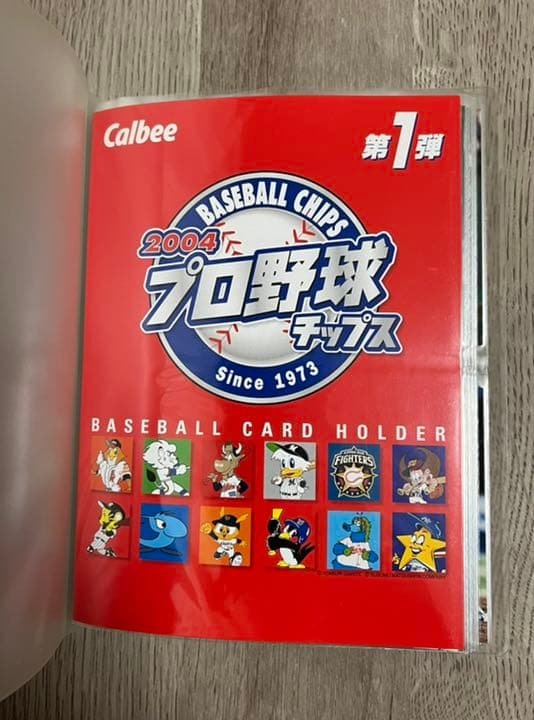 Calbee
第1弾
BASEBALL CHIPS
2004
プロ野球
チップス
Since 1973
BASEBALL CARD HOLDER
FIGHTERS